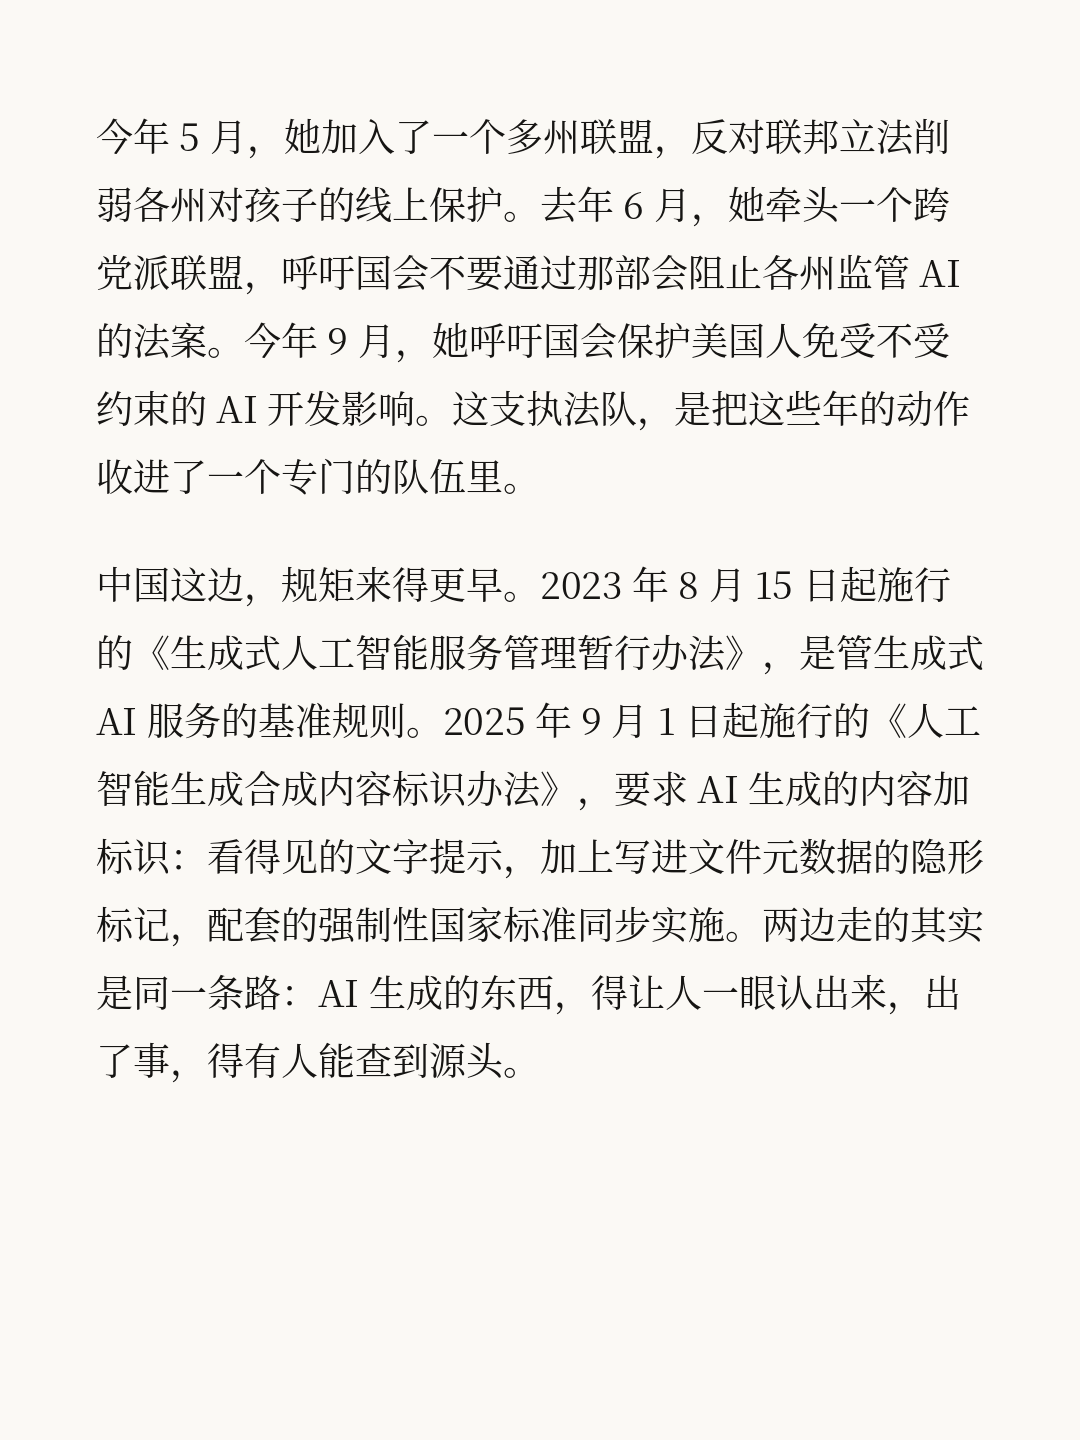 今年 5 月，她加入了一个多州联盟，反对联邦立法削
弱各州对孩子的线上保护。去年 6 月，她牵头一个跨
党派联盟，呼吁国会不要通过那部会阻止各州监管 AI
的法案。今年 9 月，她呼吁国会保护美国人免受不受
约束的 AI 开发影响。这支执法队，是把这些年的动作
收进了一个专门的队伍里。
中国这边，规矩来得更早。2023 年 8 月 15 日起施行
的《生成式人工智能服务管理暂行办法》，是管生成式
AI 服务的基准规则。2025 年 9 月 1 日起施行的《人工
智能生成合成内容标识办法》，要求 AI 生成的内容加
标识：看得见的文字提示，加上写进文件元数据的隐形
标记，配套的强制性国家标准同步实施。两边走的其实
是同一条路：AI 生成的东西，得让人一眼认出来，出
了事，得有人能查到源头。